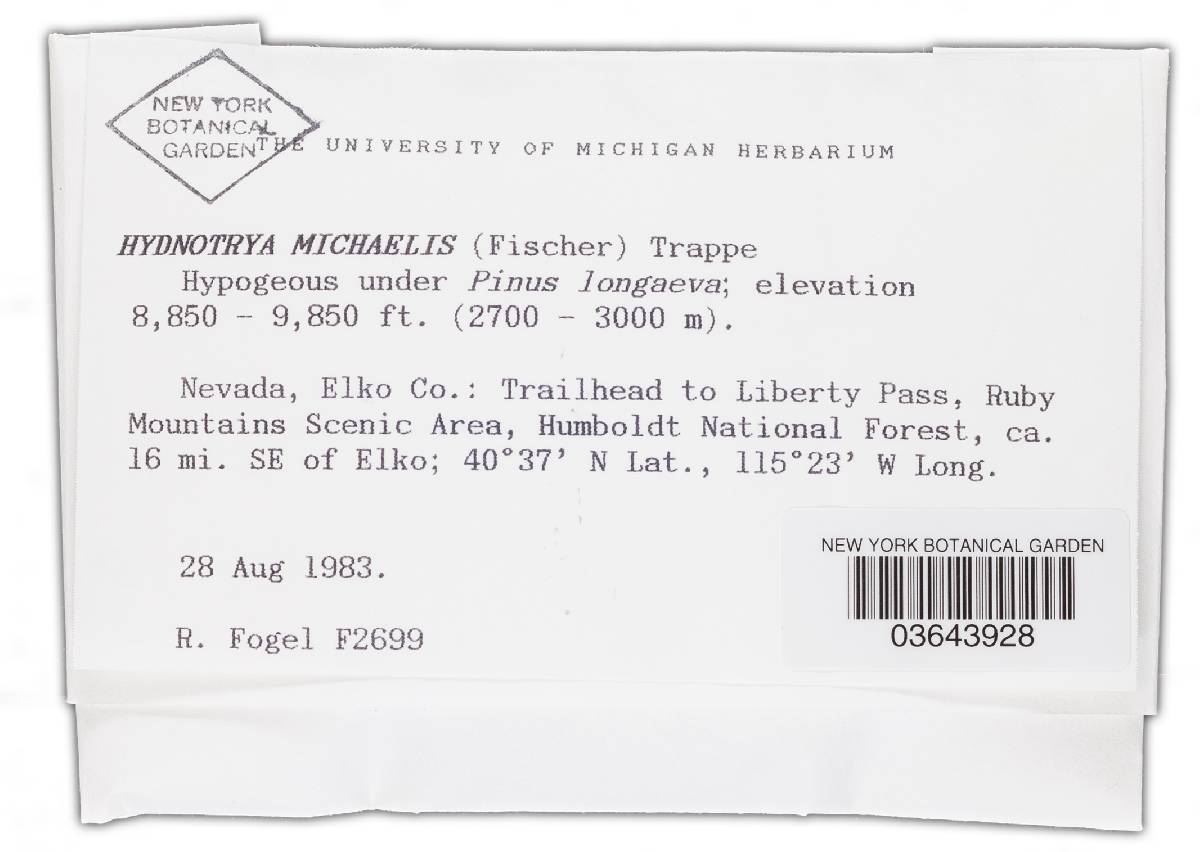 NEW YORK
BOTANICAL
GARDEN
THE UNIVERSITY OF MICHIGAN HERBARIUM
HYDNOTRYA MICHAELIS (Fischer) Trappe
Hypogeous under Pinus longaeva; elevation
8,850 - 9,850 ft. (2700 - 3000 m).
Nevada, Elko Co.: Trailhead to Liberty Pass, Ruby
Mountains Scenic Area, Humboldt National Forest, ca.
16 mi. SE of Elko; 40°37' N Lat., 115°23' W Long.
28 Aug 1983.
R. Fogel F2699
NEW YORK BOTANICAL GARDEN
03643928